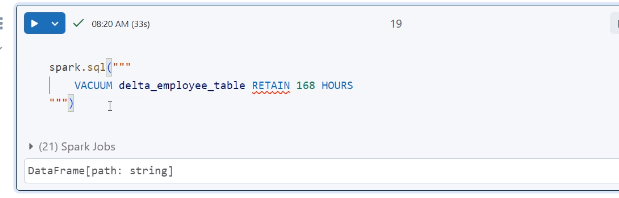 08:20 AM (33s)
19
spark.sql("""
VACUUM delta_employee_table RETAIN 168 HOURS
""")
(21) Spark Jobs
DataFrame[path: string]